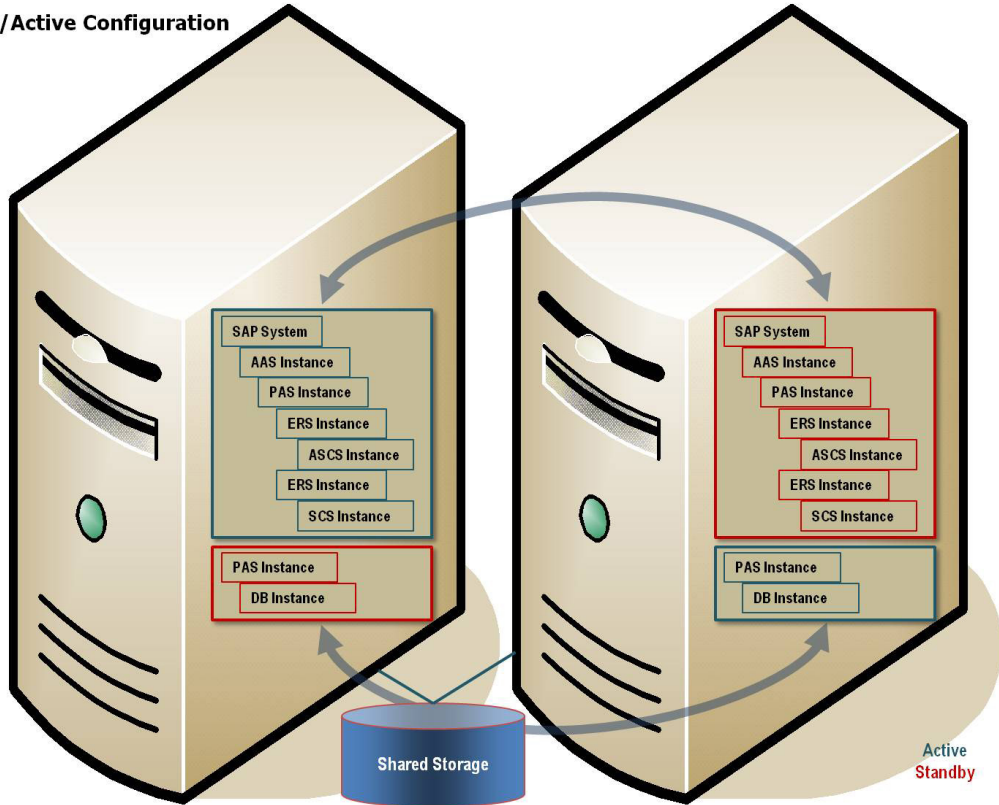 /Active Configuration
SAP System
AAS Instance
PAS Instance
ERS Instance
ASCS Instance
ERS Instance
SCS Instance
PAS Instance
DB Instance
SAP System
AAS Instance
PAS Instance
ERS Instance
ASCS Instance
ERS Instance
SCS Instance
PAS Instance
DB Instance
Shared Storage
Active
Standby